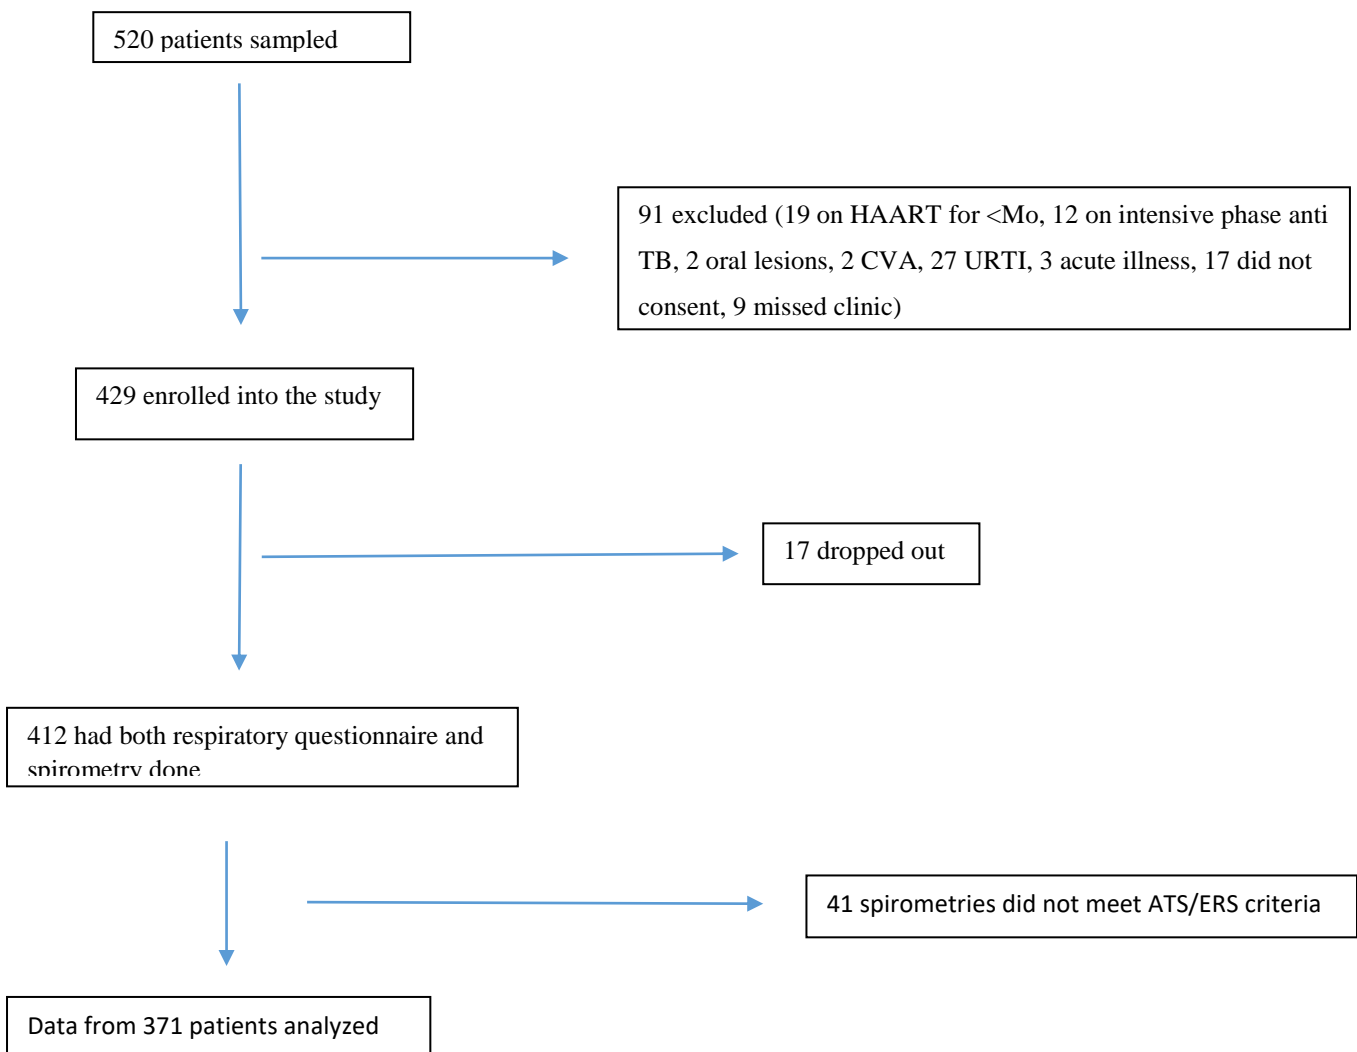 520 patients sampled
91 excluded (19 on HAART for <Mo, 12 on intensive phase anti
TB, 2 oral lesions, 2 CVA, 27 URTI, 3 acute illness, 17 did not
consent, 9 missed clinic)
429 enrolled into the study
17 dropped out
412 had both respiratory questionnaire and
spirometry done
41 spirometries did not meet ATS/ERS criteria
Data from 371 patients analyzed